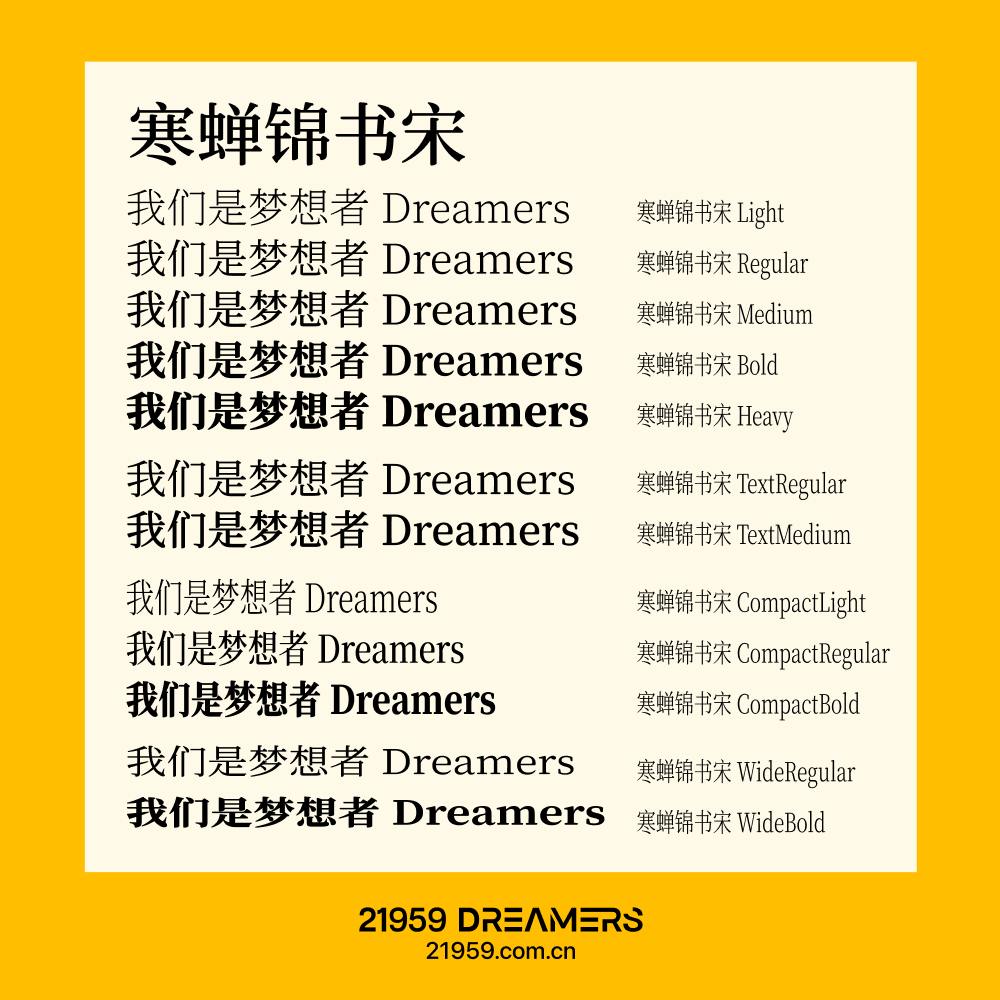 寒蝉锦书宋
我们是梦想者 Dreamers 寒蝉锦书宋 Light
我们是梦想者 Dreamers 寒蝉锦书宋 Regular
我们是梦想者 Dreamers 寒蝉锦书宋 Medium
我们是梦想者 Dreamers 寒蝉锦书宋 Bold
我们是梦想者 Dreamers 寒蝉锦书宋 Heavy
我们是梦想者 Dreamers 寒蝉锦书宋 TextRegular
我们是梦想者 Dreamers 寒蝉锦书宋 TextMedium
我们是梦想者 Dreamers 寒蝉锦书宋 CompactLight
我们是梦想者 Dreamers 寒蝉锦书宋 CompactRegular
我们是梦想者 Dreamers 寒蝉锦书宋 CompactBold
我们是梦想者 Dreamers 寒蝉锦书宋 WideRegular
我们是梦想者 Dreamers 寒蝉锦书宋 WideBold
21959 DREAMERS
21959.com.cn